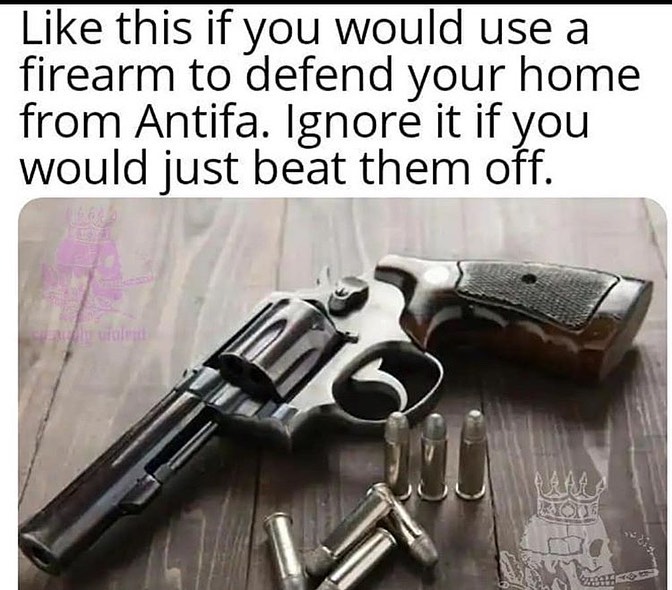 Like this if you would use a
firearm to defend your home
from Antifa. Ignore it if you
would just beat them off.
violent